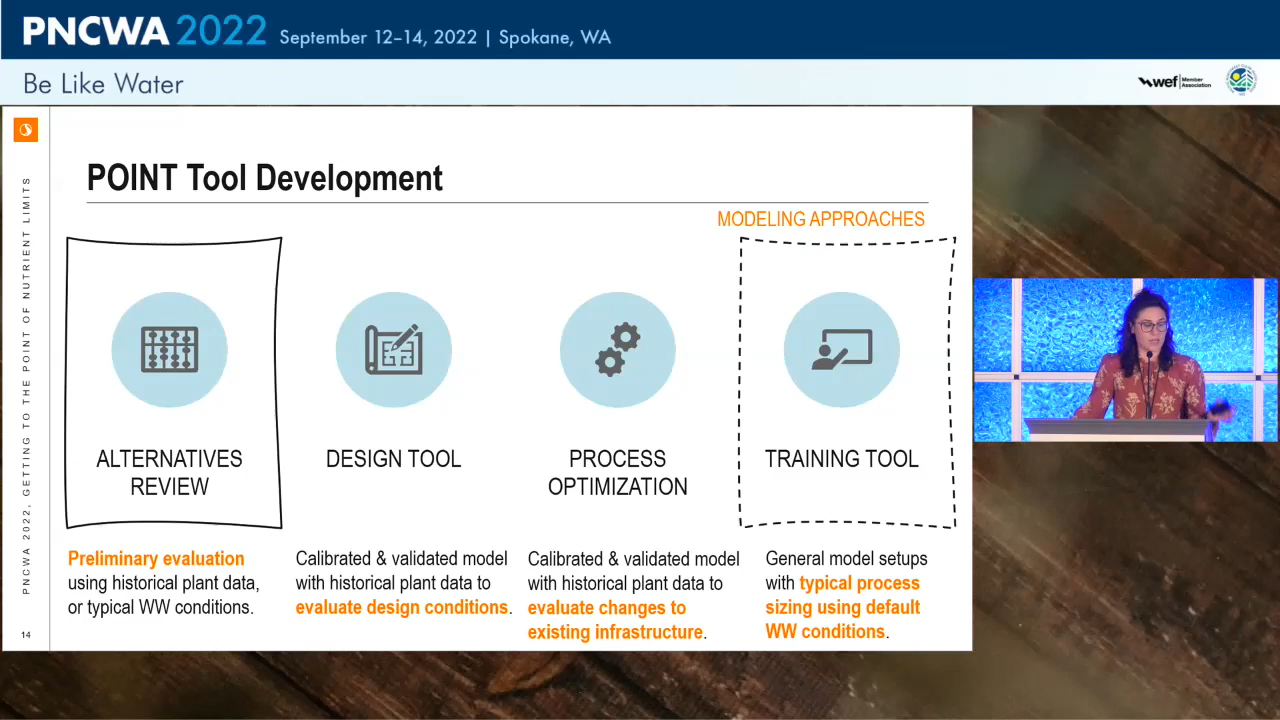 PNCWA 2022 September 12–14, 2022 | Spokane, WA
Be Like Water
wef Member Association
PNCWA 2022, GETTING TO THE POINT OF NUTRIENT LIMITS
14
POINT Tool Development
MODELING APPROACHES
ALTERNATIVES
REVIEW
DESIGN TOOL
PROCESS
OPTIMIZATION
TRAINING TOOL
Preliminary evaluation
using historical plant data,
or typical WW conditions.
Calibrated & validated model
with historical plant data to
evaluate design conditions.
Calibrated & validated model
with historical plant data to
evaluate changes to
existing infrastructure.
General model setups
with typical process
sizing using default
WW conditions.